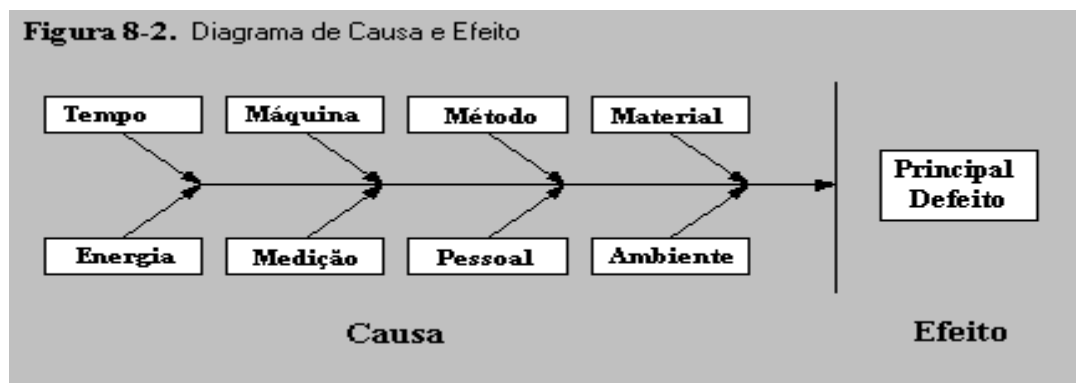 Figura 8-2. Diagrama de Causa e Efeito
Tempo
Máquina
Método
Material
Principal
Defeito
Energia
Medição
Pessoal
Ambiente
Causa
Efeito